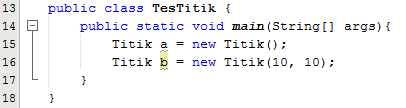 13 public class TesTitik {
14 public static void main(String[] args){
15 Titik a = new Titik();
16 Titik b = new Titik(10, 10);
17 }
18 }